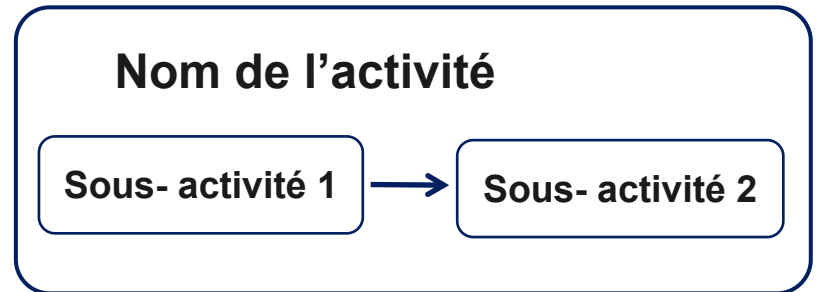 Nom de l’activité
Sous- activité 1
Sous- activité 2